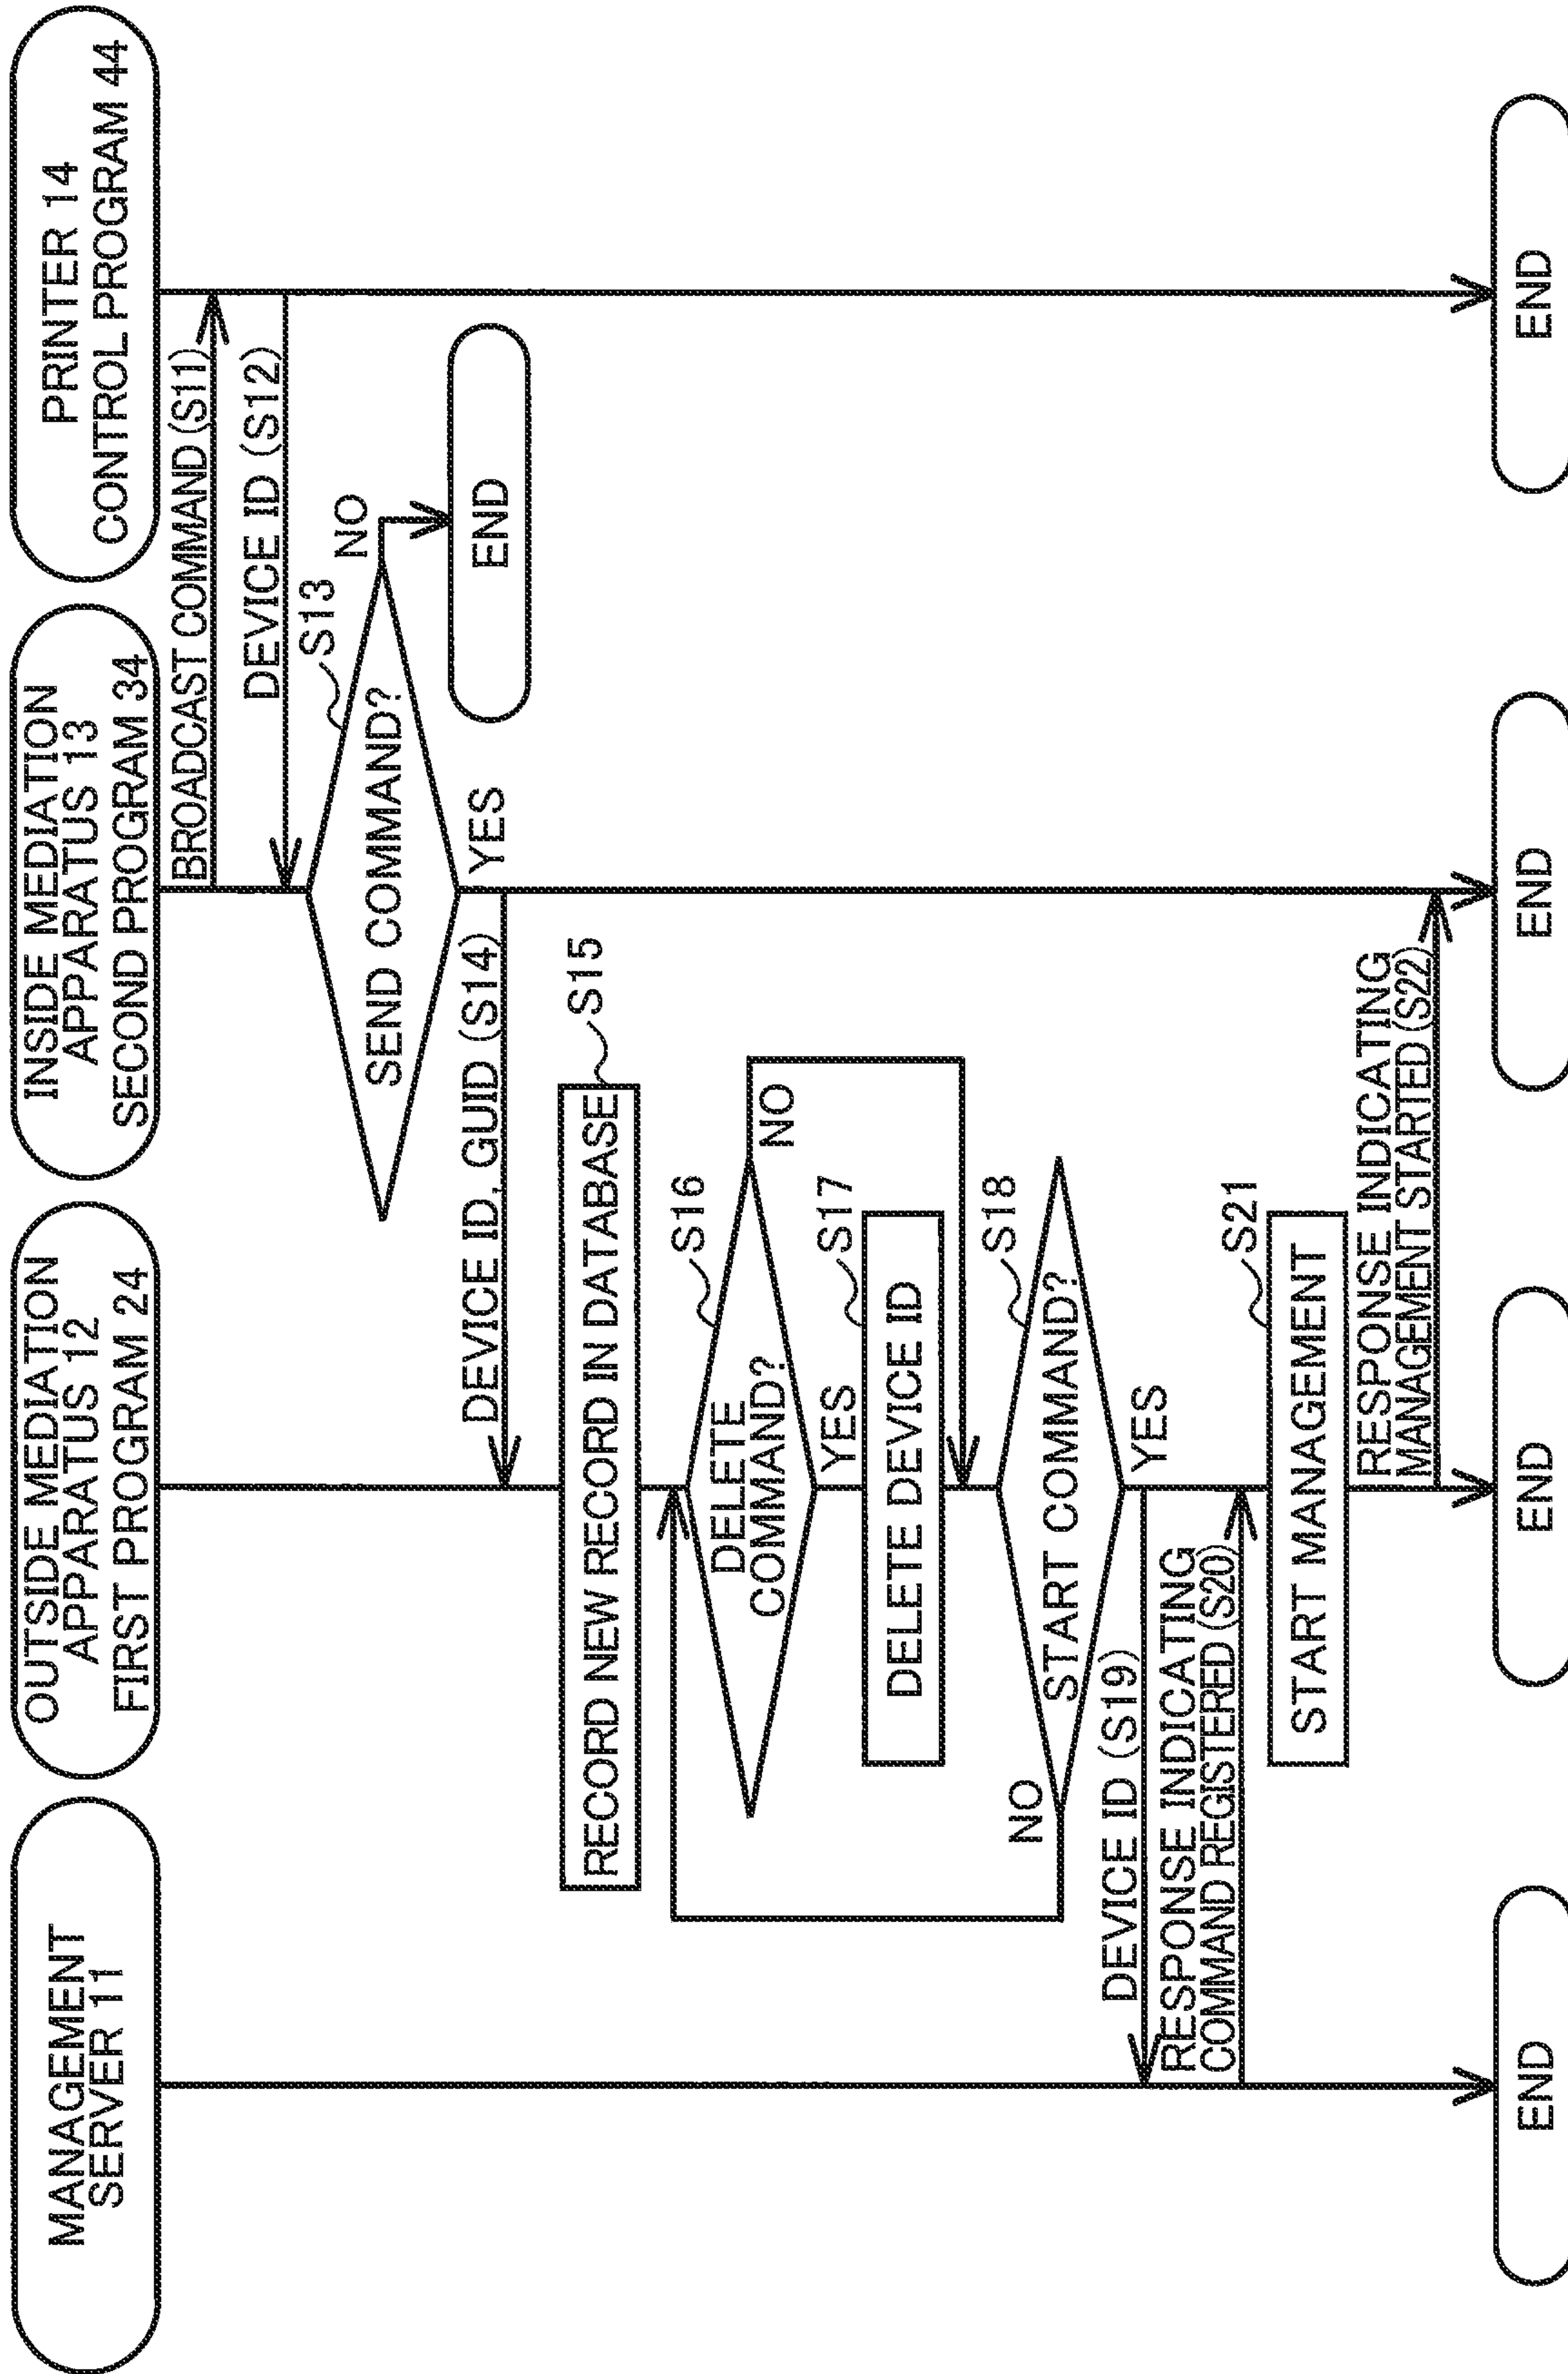 MANAGEMENT
SERVER 11
OUTSIDE MEDIATION
APPARATUS 12
FIRST PROGRAM 24
INSIDE MEDIATION
APPARATUS 13
SECOND PROGRAM 34
PRINTER 14
CONTROL PROGRAM 44
BROADCAST COMMAND (S11)
DEVICE ID (S12)
S13
SEND COMMAND?
NO
END
YES
DEVICE ID, GUID (S14)
RECORD NEW RECORD IN DATABASE
S15
S16
DELETE
COMMAND?
NO
YES
S17
DELETE DEVICE ID
S18
START COMMAND?
NO
YES
DEVICE ID (S19)
RESPONSE INDICATING
COMMAND REGISTERED (S20)
S21
START MANAGEMENT
RESPONSE INDICATING
MANAGEMENT STARTED (S22)
END
END
END
END